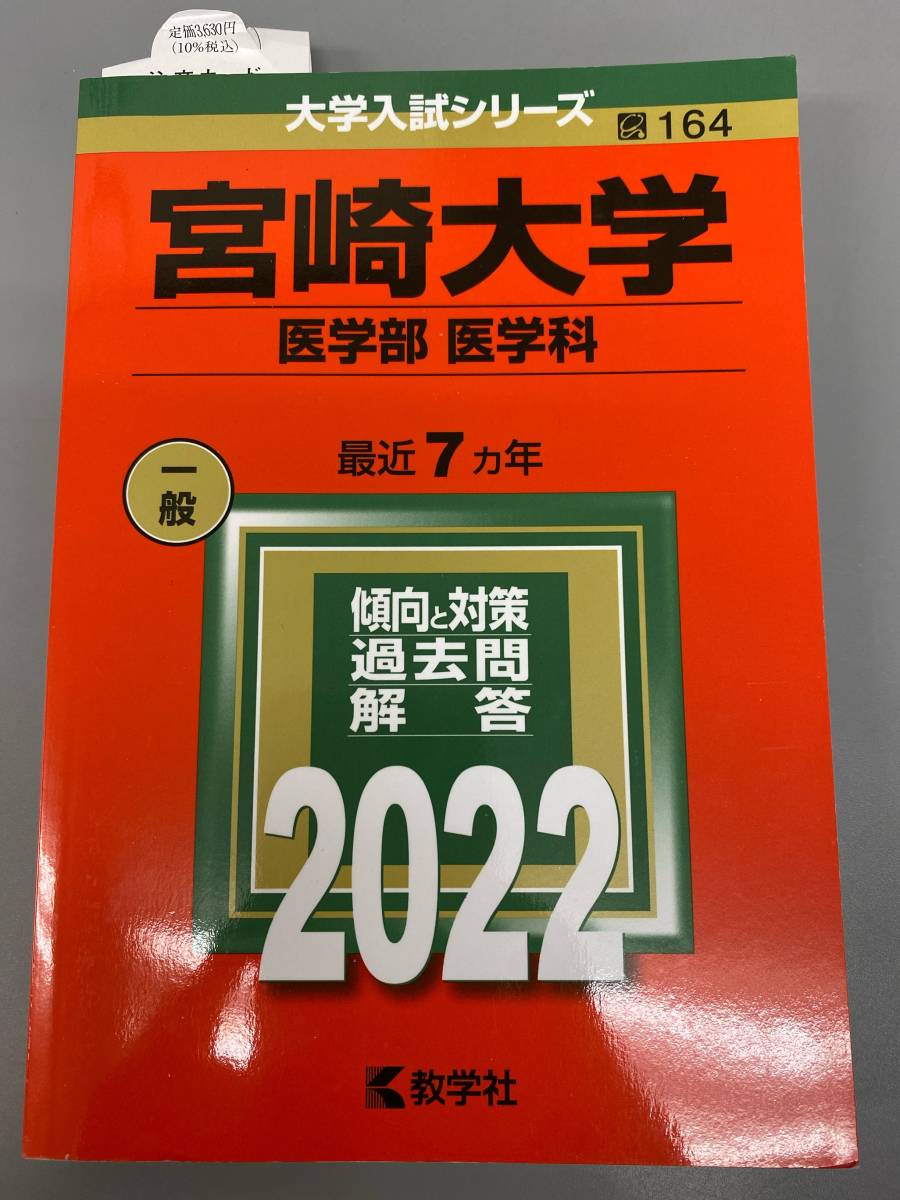 定価3,630円
(10%税込)
大学入試シリーズ
164
宮崎大学
医学部 医学科
最近7ヵ年
一般
傾向と対策
過去問
解答
2022
教学社